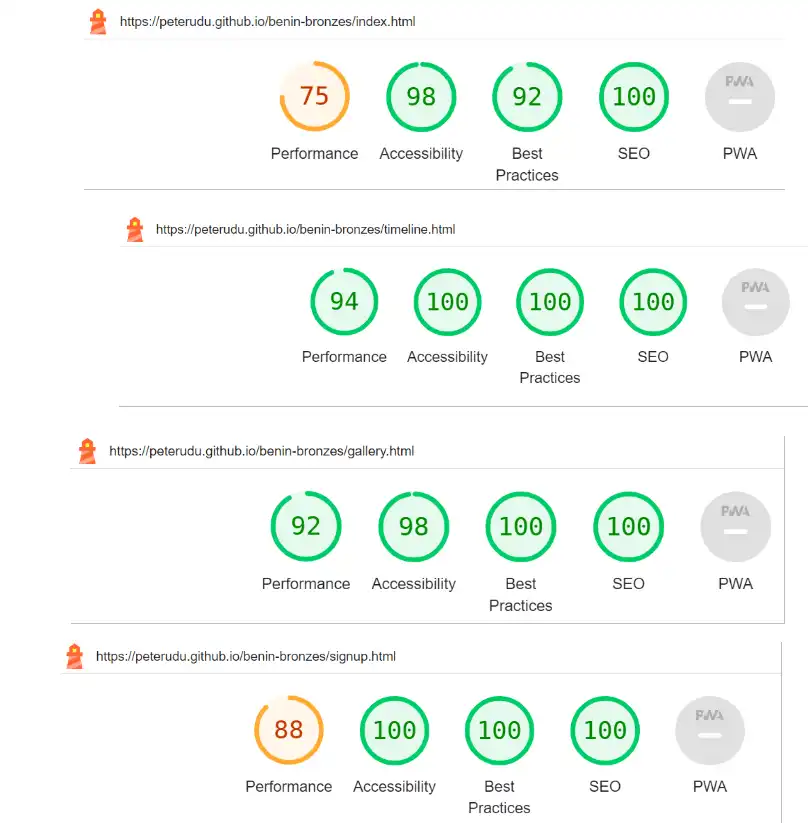 https://peterudu.github.io/benin-bronzes/index.html
75 98 92 100 PWA
Performance Accessibility Best Practices SEO PWA
https://peterudu.github.io/benin-bronzes/timeline.html
94 100 100 100 PWA
Performance Accessibility Best Practices SEO PWA
https://peterudu.github.io/benin-bronzes/gallery.html
92 98 100 100 PWA
Performance Accessibility Best Practices SEO PWA
https://peterudu.github.io/benin-bronzes/signup.html
88 100 100 100 PWA
Performance Accessibility Best Practices SEO PWA